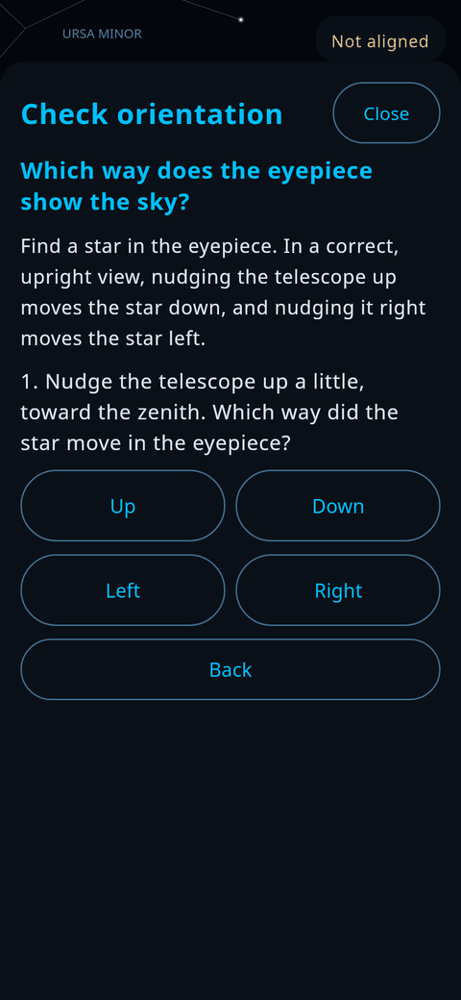 URSA MINOR
Not aligned
Check orientation
Close
Which way does the eyepiece
show the sky?
Find a star in the eyepiece. In a correct,
upright view, nudging the telescope up
moves the star down, and nudging it right
moves the star left.
1. Nudge the telescope up a little,
toward the zenith. Which way did the
star move in the eyepiece?
Up
Down
Left
Right
Back